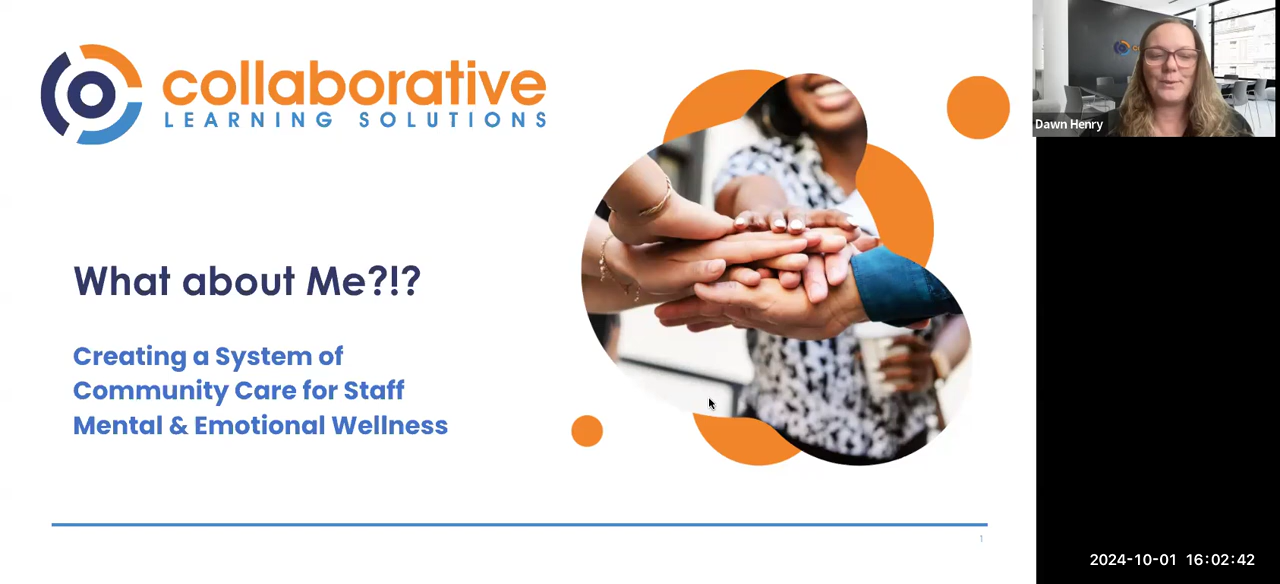 collaborative
LEARNING SOLUTIONS
What about Me?!?
Creating a System of
Community Care for Staff
Mental & Emotional Wellness
1
Dawn Henry
2024-10-01 16:02:42